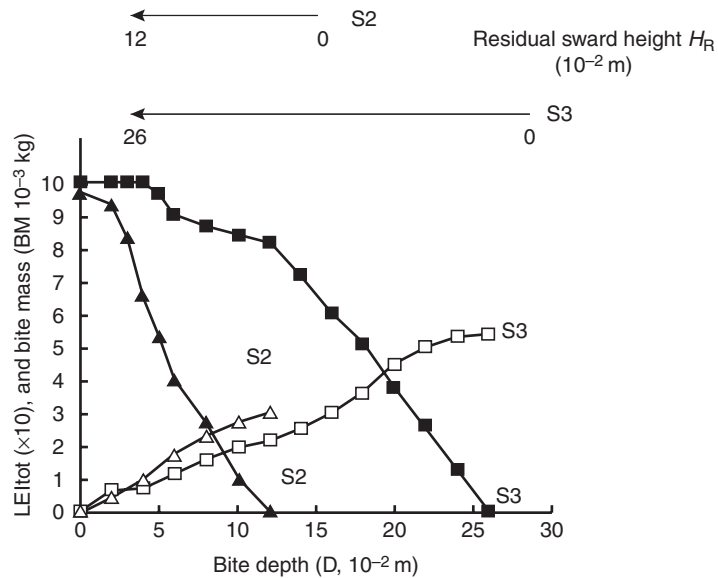 S2
12 0
Residual sward height H_R
(10⁻² m)
S3
26 0
LEItot (×10), and bite mass (BM 10⁻³ kg)
10
9
8
7
6
5
4
3
2
1
0
S3
S2
S2
S3
0 5 10 15 20 25 30
Bite depth (D, 10⁻² m)